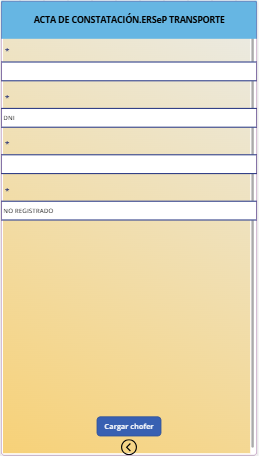 ACTA DE CONSTATACIÓN.ERSeP TRANSPORTE
*
*
DNI
*
*
NO REGISTRADO
Cargar chofer